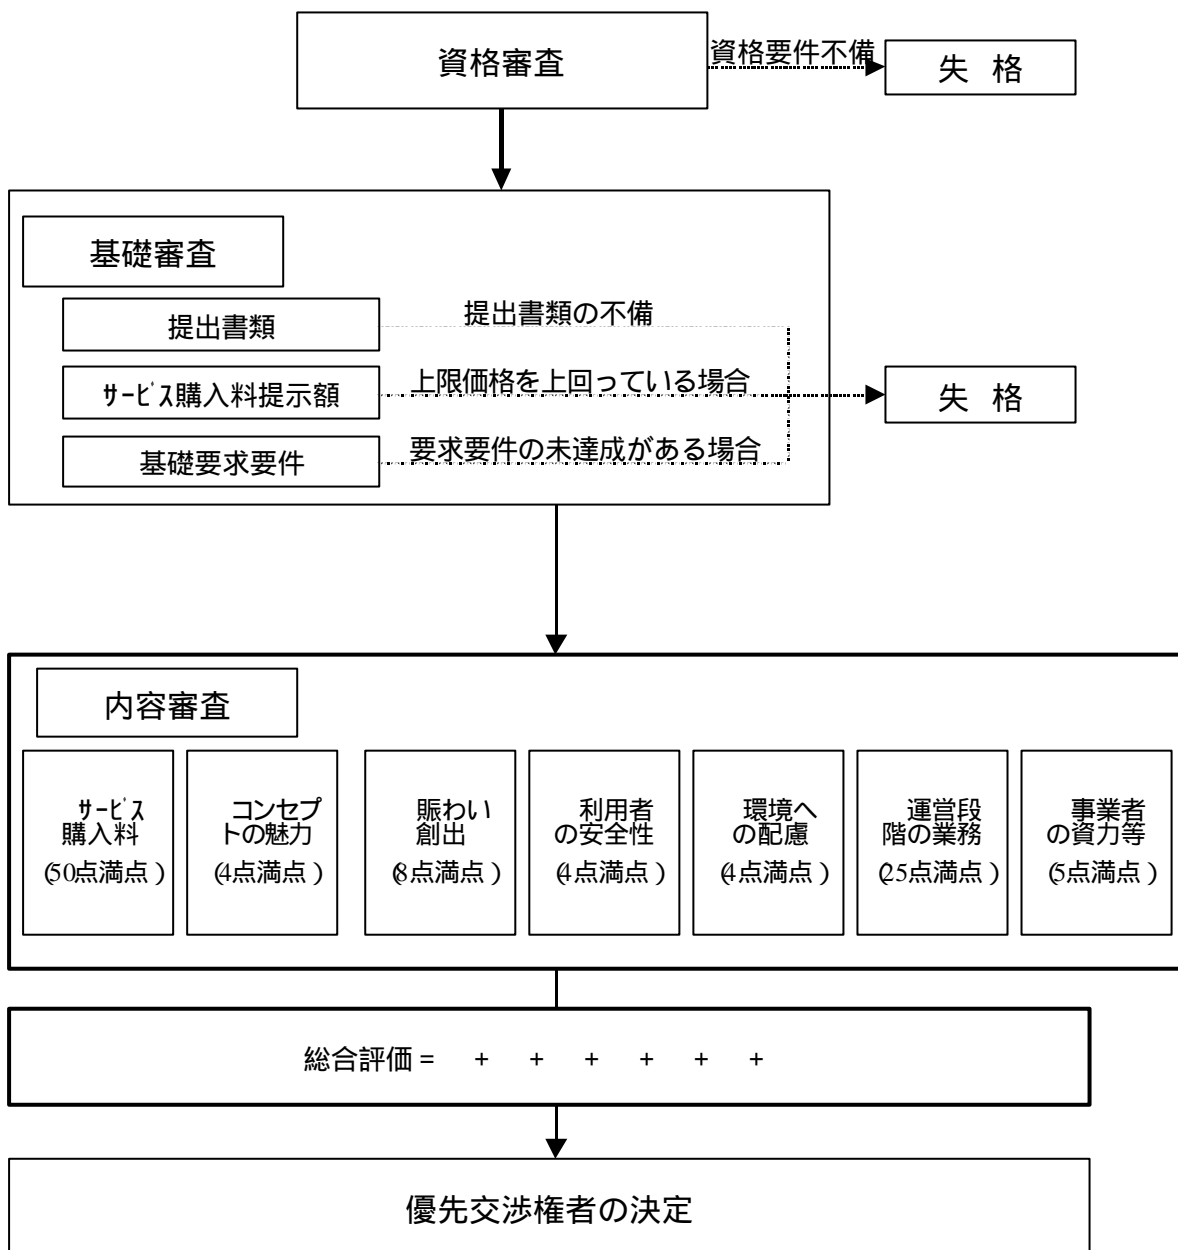 資格審査
資格要件不備
失 格
基礎審査
提出書類
提出書類の不備
ｻｰﾋﾞｽ購入料提示額
上限価格を上回っている場合
失 格
基礎要求要件
要求要件の未達成がある場合
内容審査
ｻｰﾋﾞｽ
購入料
(50点満点)
コンセプ
トの魅力
(4点満点)
賑わい
創出
(8点満点)
利用者
の安全性
(4点満点)
環境へ
の配慮
(4点満点)
運営段
階の業務
(25点満点)
事業者
の資力等
(5点満点)
総合評価 = + + + + + +
優先交渉権者の決定